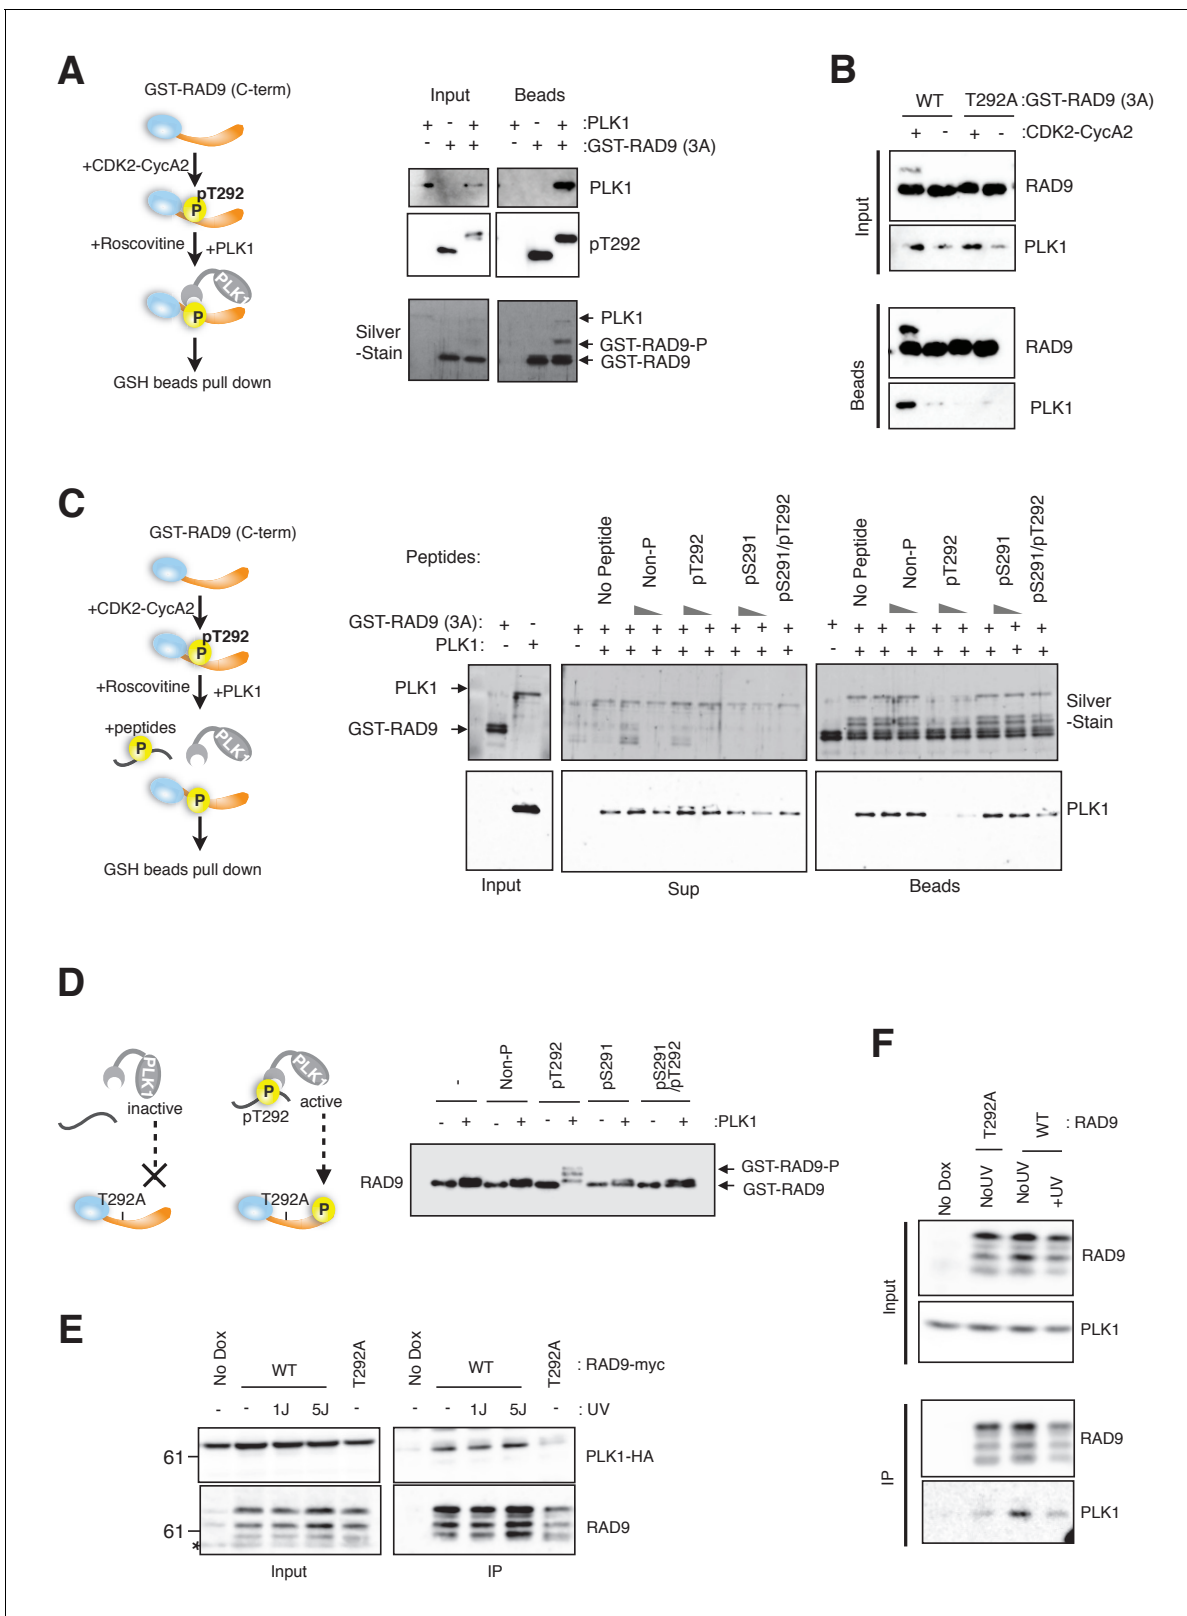 A
GST-RAD9 (C-term)
+CDK2-CycA2
pT292
P
+Roscovitine
+PLK1
PLK1
P
GSH beads pull down
Input Beads
+ - + + - + :PLK1
- + + - + + :GST-RAD9 (3A)
PLK1
pT292
Silver
-Stain
PLK1
GST-RAD9-P
GST-RAD9
B
WT T292A :GST-RAD9 (3A)
+ - + - :CDK2-CycA2
Input
RAD9
PLK1
Beads
RAD9
PLK1
C
GST-RAD9 (C-term)
+CDK2-CycA2
pT292
P
+Roscovitine
+PLK1
+peptides
P
PLK1
P
GSH beads pull down
Peptides:
No Peptide
Non-P
pT292
pS291
pS291/pT292
No Peptide
Non-P
pT292
pS291
pS291/pT292
GST-RAD9 (3A): + - + + + + + + + + + + + + + + + +
PLK1: - + - + + + + + + + - + + + + + + +
PLK1
GST-RAD9
Silver
-Stain
PLK1
Input
Sup
Beads
D
PLK1
inactive
T292A
PLK1
P
pT292
active
T292A
P
-
Non-P
pT292
pS291
pS291
/pT292
- + - + - + - + - + :PLK1
RAD9
GST-RAD9-P
GST-RAD9
E
No Dox
WT
T292A
No Dox
WT
T292A
: RAD9-myc
- - 1J 5J - - - 1J 5J - : UV
61
PLK1-HA
61
*
RAD9
Input
IP
F
T292A
WT
: RAD9
No Dox
NoUV
NoUV
+UV
Input
RAD9
PLK1
IP
RAD9
PLK1